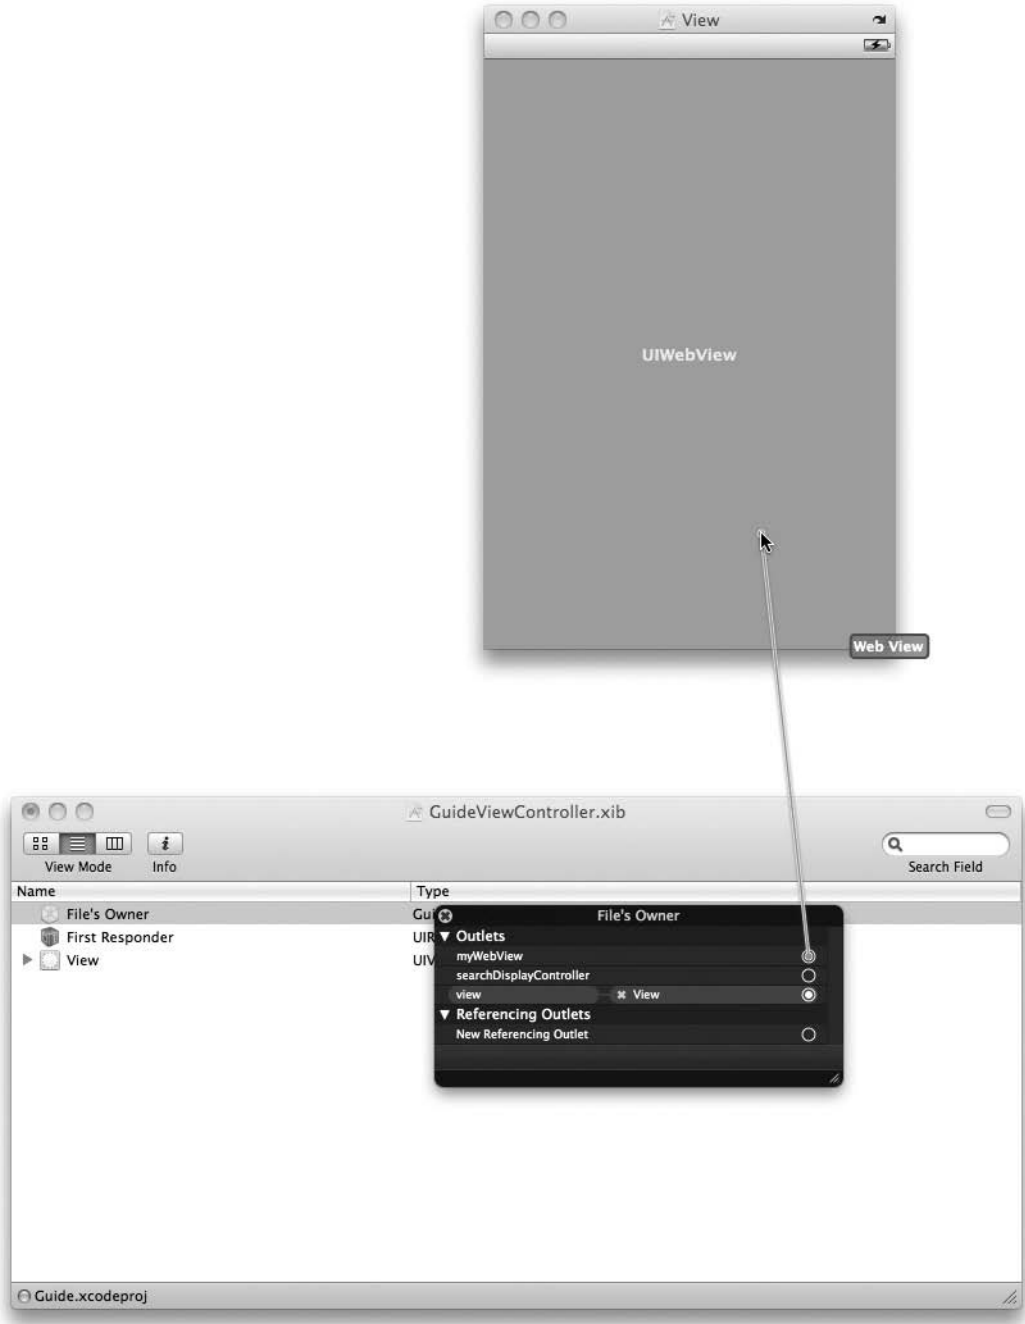 View
UIWebView
Web View
GuideViewController.xib
View Mode
Info
Search Field
Name
Type
File's Owner
Gui
File's Owner
First Responder
UIR
Outlets
View
UIV
myWebView
searchDisplayController
view
View
Referencing Outlets
New Referencing Outlet
Guide.xcodeproj